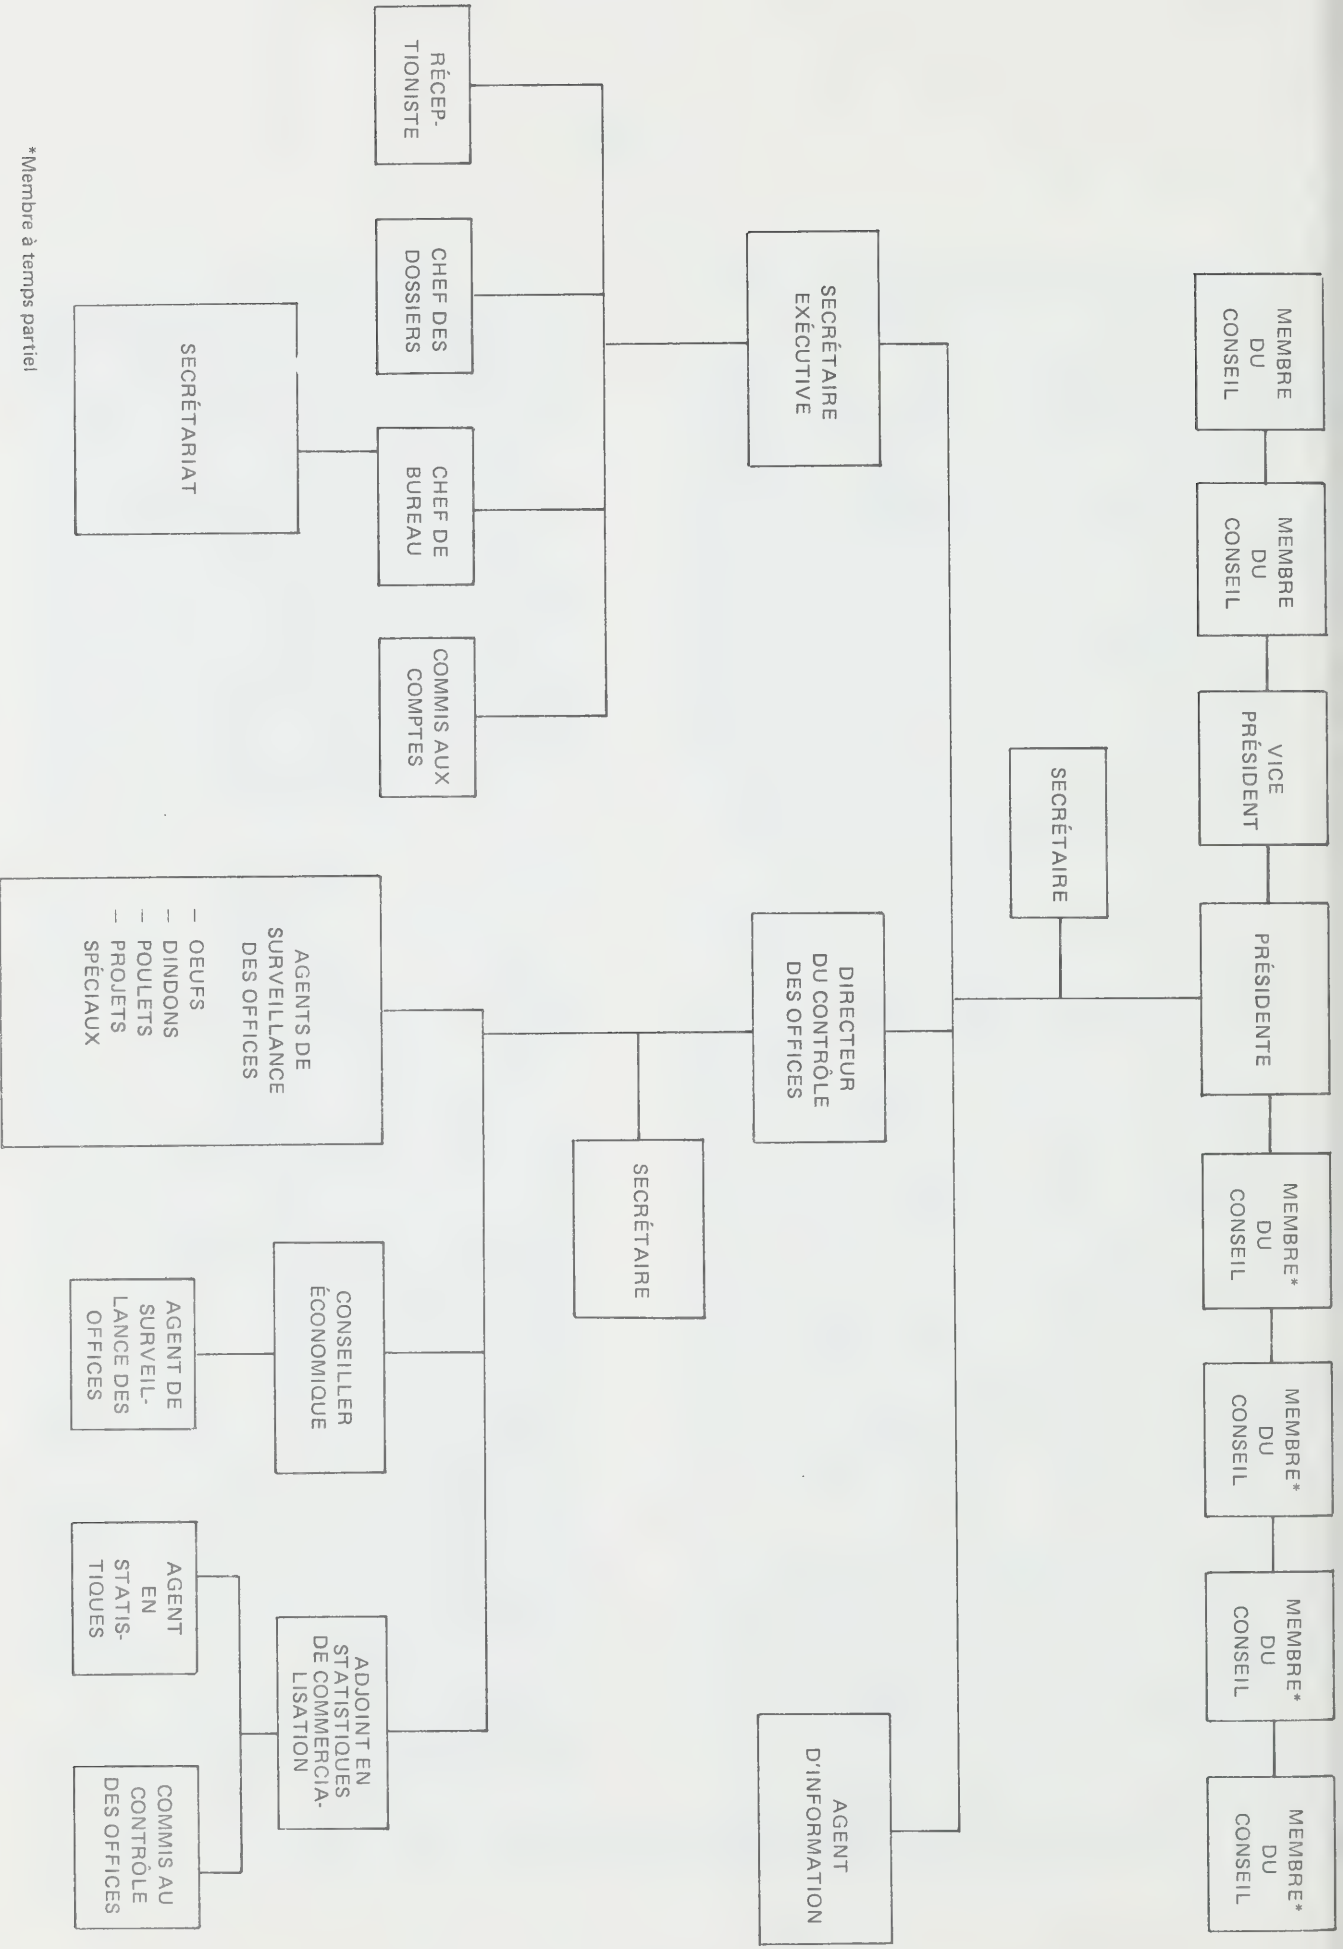 MEMBRE
DU
CONSEIL
MEMBRE
DU
CONSEIL
VICE
PRÉSIDENT
PRÉSIDENTE
MEMBRE*
DU
CONSEIL
MEMBRE*
DU
CONSEIL
MEMBRE*
DU
CONSEIL
MEMBRE*
DU
CONSEIL
SECRÉTAIRE
SECRÉTAIRE
EXÉCUTIVE
DIRECTEUR
DU CONTRÔLE
DES OFFICES
AGENT
D'INFORMATION
SECRÉTAIRE
RÉCEP-
TIONISTE
CHEF DES
DOSSIERS
CHEF DE
BUREAU
COMMIS AUX
COMPTES
SECRÉTARIAT
AGENTS DE
SURVEILLANCE
DES OFFICES
— OEUFS
— DINDONS
— POULETS
— PROJETS
SPÉCIAUX
CONSEILLER
ÉCONOMIQUE
ADJOINT EN
STATISTIQUES
DE COMMERCIA-
LISATION
AGENT DE
SURVEIL-
LANCE DES
OFFICES
AGENT
EN
STATIS-
TIQUES
COMMIS AU
CONTRÔLE
DES OFFICES
*Membre à temps partiel